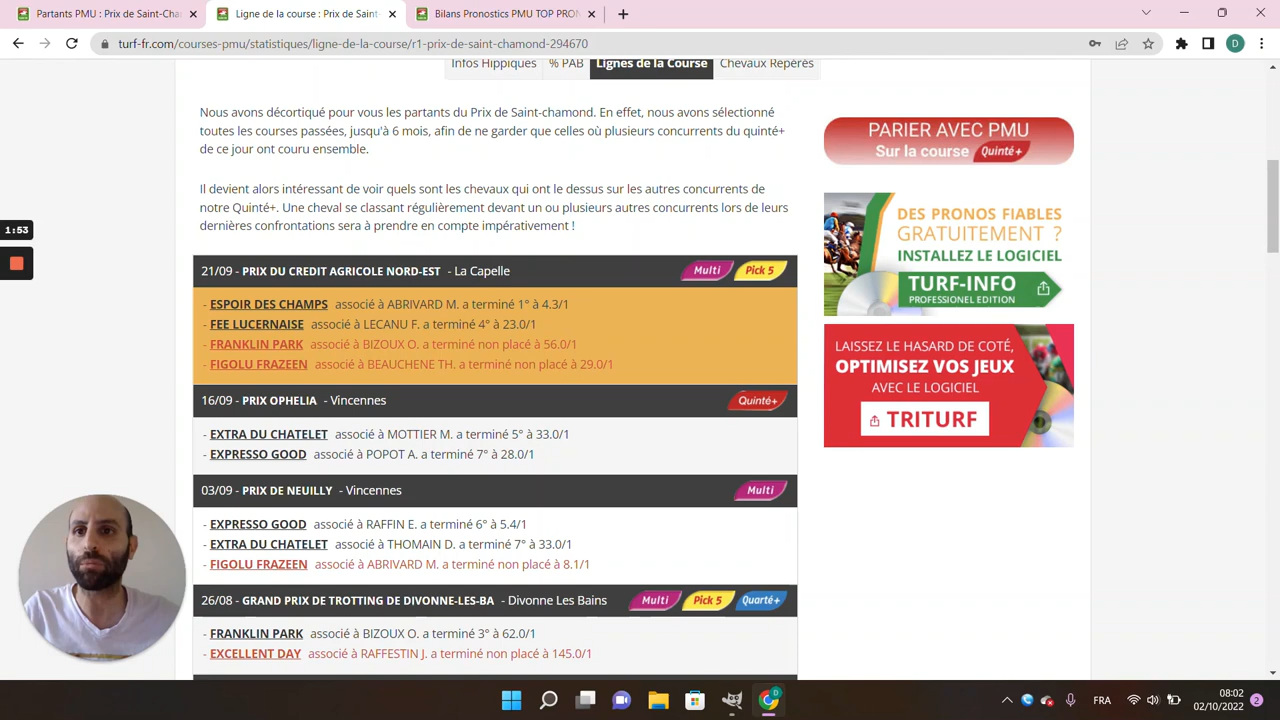 Partants PMU : Prix de Saint-Cha
Ligne de la course : Prix de Saint-
Bilans Pronostics PMU TOP PRON
turf-fr.com/courses-pmu/statistiques/ligne-de-la-course/r1-prix-de-saint-chamond-294670
D
Infos Hippiques
% PAB
Lignes de la Course
Chevaux Repérés
Nous avons décortiqué pour vous les partants du Prix de Saint-chamond. En effet, nous avons sélectionné
toutes les courses passées, jusqu'à 6 mois, afin de ne garder que celles où plusieurs concurrents du quinté+
de ce jour ont couru ensemble.
Il devient alors intéressant de voir quels sont les chevaux qui ont le dessus sur les autres concurrents de
notre Quinté+. Une cheval se classant régulièrement devant un ou plusieurs autres concurrents lors de leurs
dernières confrontations sera à prendre en compte impérativement !
1:53
21/09 - PRIX DU CREDIT AGRICOLE NORD-EST - La Capelle Multi Pick 5
- ESPOIR DES CHAMPS associé à ABRIVARD M. a terminé 1° à 4.3/1
- FEE LUCERNAISE associé à LECANU F. a terminé 4° à 23.0/1
- FRANKLIN PARK associé à BIZOUX O. a terminé non placé à 56.0/1
- FIGOLU FRAZEEN associé à BEAUCHENE TH. a terminé non placé à 29.0/1
16/09 - PRIX OPHELIA - Vincennes Quinté+
- EXTRA DU CHATELET associé à MOTTIER M. a terminé 5° à 33.0/1
- EXPRESSO GOOD associé à POPOT A. a terminé 7° à 28.0/1
03/09 - PRIX DE NEUILLY - Vincennes Multi
- EXPRESSO GOOD associé à RAFFIN E. a terminé 6° à 5.4/1
- EXTRA DU CHATELET associé à THOMAIN D. a terminé 7° à 33.0/1
- FIGOLU FRAZEEN associé à ABRIVARD M. a terminé non placé à 8.1/1
26/08 - GRAND PRIX DE TROTTING DE DIVONNE-LES-BA - Divonne Les Bains Multi Pick 5 Quarté+
- FRANKLIN PARK associé à BIZOUX O. a terminé 3° à 62.0/1
- EXCELLENT DAY associé à RAFFESTIN J. a terminé non placé à 145.0/1
PARIER AVEC PMU
Sur la course Quinté+
DES PRONOS FIABLES
GRATUITEMENT ?
INSTALLEZ LE LOGICIEL
TURF-INFO
PROFESSIONEL EDITION
LAISSEZ LE HASARD DE COTÉ,
OPTIMISEZ VOS JEUX
AVEC LE LOGICIEL
TRITURF
D
FRA
08:02
02/10/2022
2